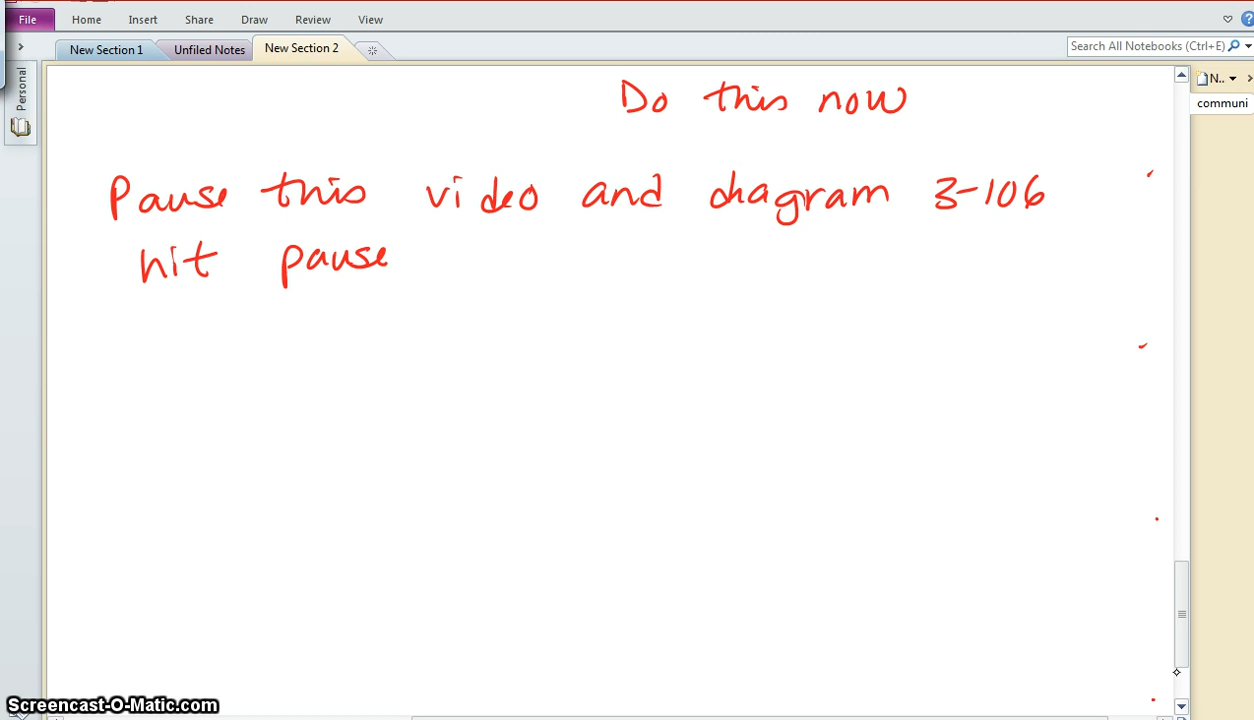 File Home Insert Share Draw Review View
New Section 1 Unfiled Notes New Section 2 Search All Notebooks (Ctrl+E)
Personal
N..
communi
Do this now
Pause this video and diagram 3-106
hit pause
Screencast-O-Matic.com